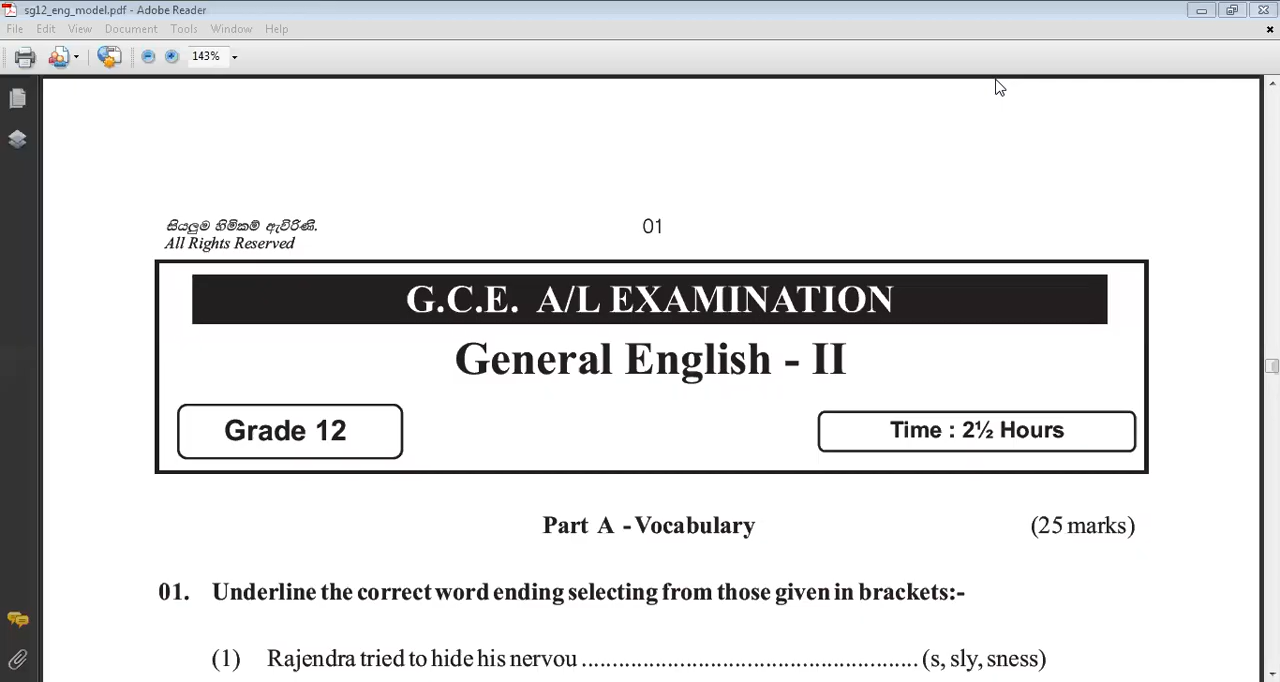 sg12_eng_model.pdf - Adobe Reader
File Edit View Document Tools Window Help
143%
සියලුම හිමිකම් ඇවිරිණි.
All Rights Reserved
01
G.C.E. A/L EXAMINATION
General English - II
Grade 12
Time : 2½ Hours
Part A - Vocabulary (25 marks)
01. Underline the correct word ending selecting from those given in brackets:-
(1) Rajendra tried to hide his nervou ....................................................... (s, sly, sness)